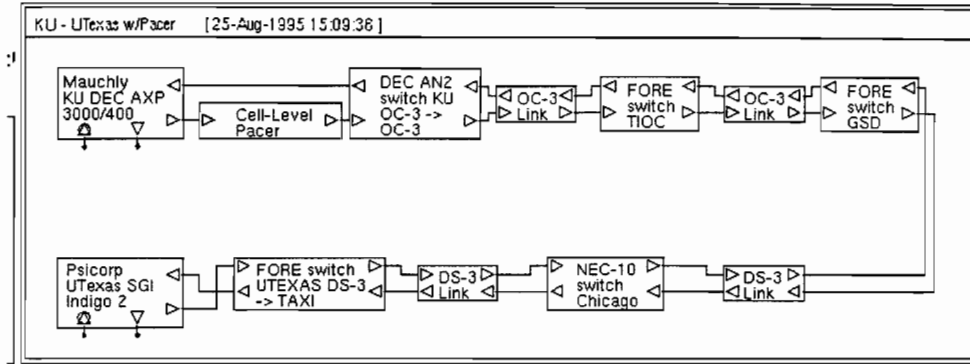 KU - UTexas w/Pacer [25-Aug-1995 15:09:36]
Mauchly
KU DEC AXP
3000/400
Cell-Level
Pacer
DEC AN2
switch KU
OC-3 ->
OC-3
OC-3
Link
FORE
switch
TIOC
OC-3
Link
FORE
switch
GSD
Psicorp
UTexas SGI
Indigo 2
FORE switch
UTEXAS DS-3
-> TAXI
DS-3
Link
NEC-10
switch
Chicago
DS-3
Link